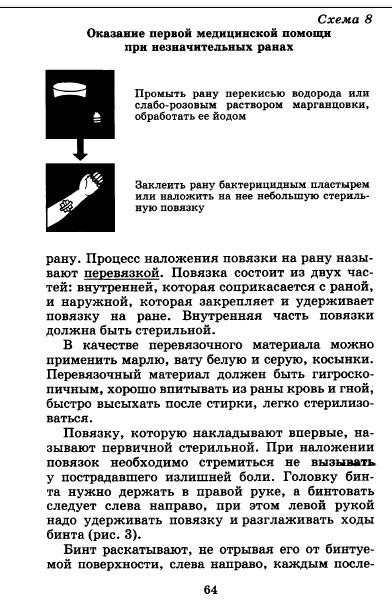 Схема 8
Оказание первой медицинской помощи
при незначительных ранах
Промыть рану перекисью водорода или
слабо-розовым раствором марганцовки,
обработать ее йодом
Заклеить рану бактерицидным пластырем
или наложить на нее небольшую стериль-
ную повязку
рану. Процесс наложения повязки на рану назы-
вают перевязкой. Повязка состоит из двух час-
тей: внутренней, которая соприкасается с раной,
и наружной, которая закрепляет и удерживает
повязку на ране. Внутренняя часть повязки
должна быть стерильной.
В качестве перевязочного материала можно
применить марлю, вату белую и серую, косынки.
Перевязочный материал должен быть гигроско-
пичным, хорошо впитывать из раны кровь и гной,
быстро высыхать после стирки, легко стерилизо-
ваться.
Повязку, которую накладывают впервые, на-
зывают первичной стерильной. При наложении
повязок необходимо стремиться не вызывать
у пострадавшего излишней боли. Головку бин-
та нужно держать в правой руке, а бинтовать
следует слева направо, при этом левой рукой
надо удерживать повязку и разглаживать ходы
бинта (рис. 3).
Бинт раскатывают, не отрывая его от бинтуе-
мой поверхности, слева направо, каждым после-
64